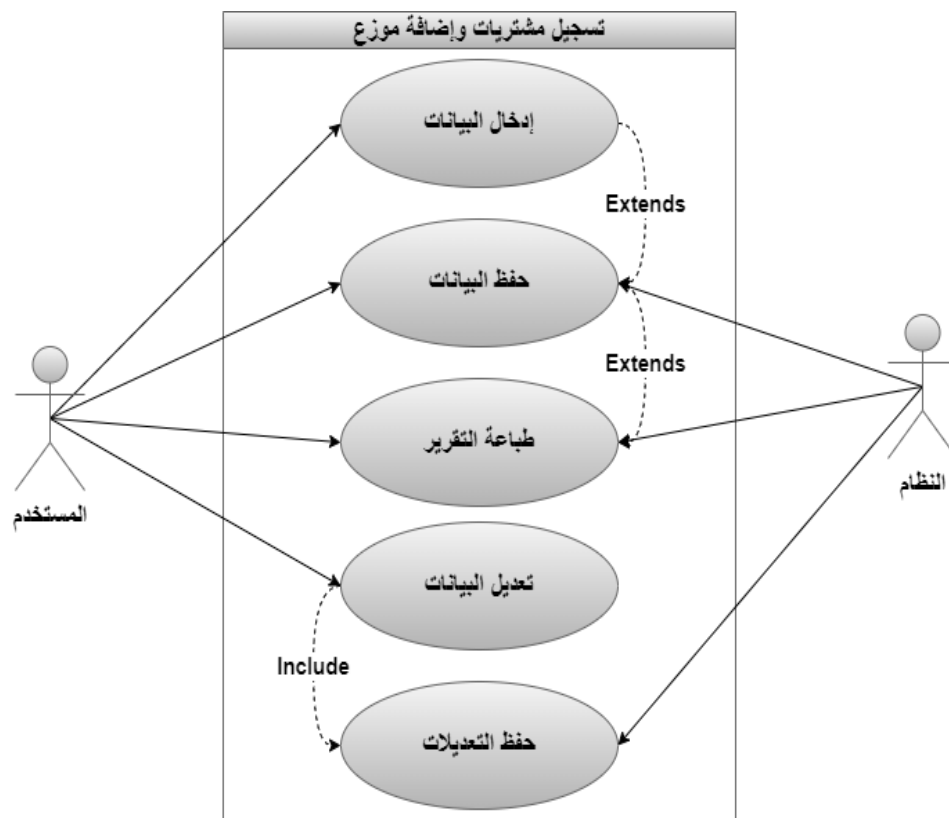 تسجيل مشتريات وإضافة موزع
إدخال البيانات
Extends
حفظ البيانات
Extends
طباعة التقرير
النظام
المستخدم
تعديل البيانات
Include
حفظ التعديلات